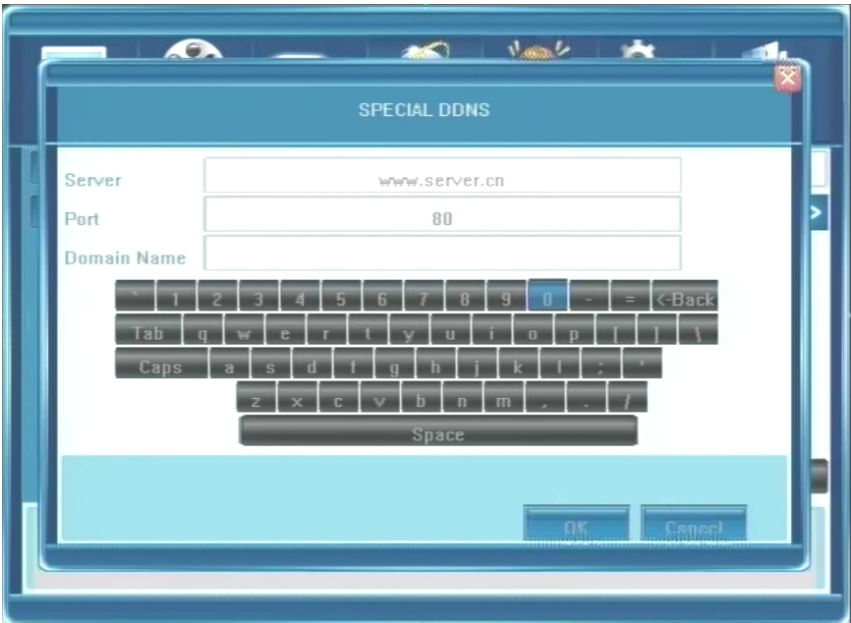 SPECIAL DDNS
Server www.server.cn
Port 80
Domain Name
` 1 2 3 4 5 6 7 8 9 0 - = <-Back
Tab q w e r t y u i o p [ ] \
Caps a s d f g h j k l ; '
z x c v b n m , . /
Space
OK Cancel